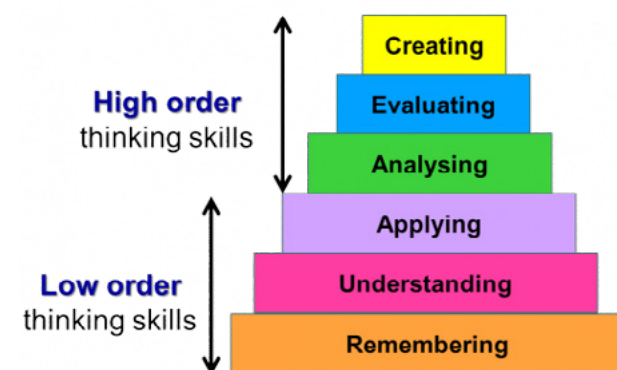 Creating
Evaluating
Analysing
Applying
Understanding
Remembering
High order
thinking skills
Low order
thinking skills